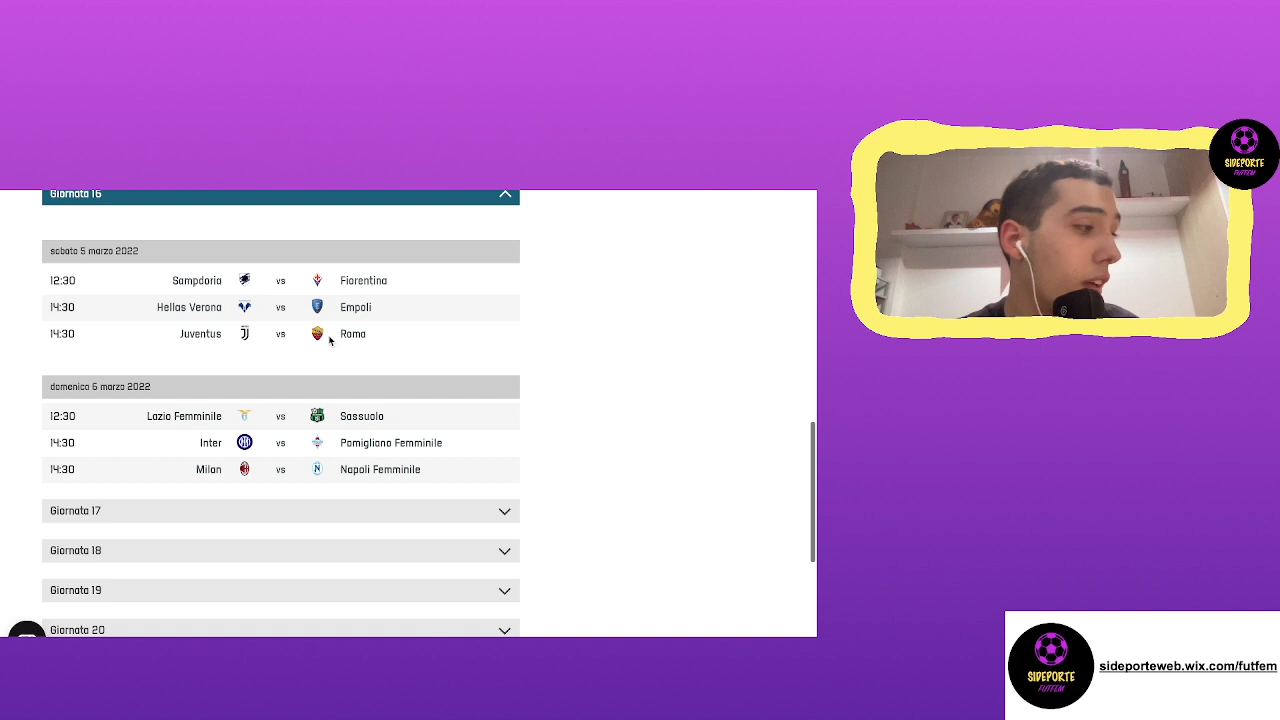 Giornata 16
sabato 5 marzo 2022
12:30 Sampdoria vs Fiorentina
14:30 Hellas Verona vs Empoli
14:30 Juventus vs Roma
domenica 6 marzo 2022
12:30 Lazio Femminile vs Sassuolo
14:30 Inter vs Pomigliano Femminile
14:30 Milan vs Napoli Femminile
Giornata 17
Giornata 18
Giornata 19
Giornata 20
SIDEPORTE
FUTFEM
SIDEPORTE
FUTFEM
sideporteweb.wix.com/futfem